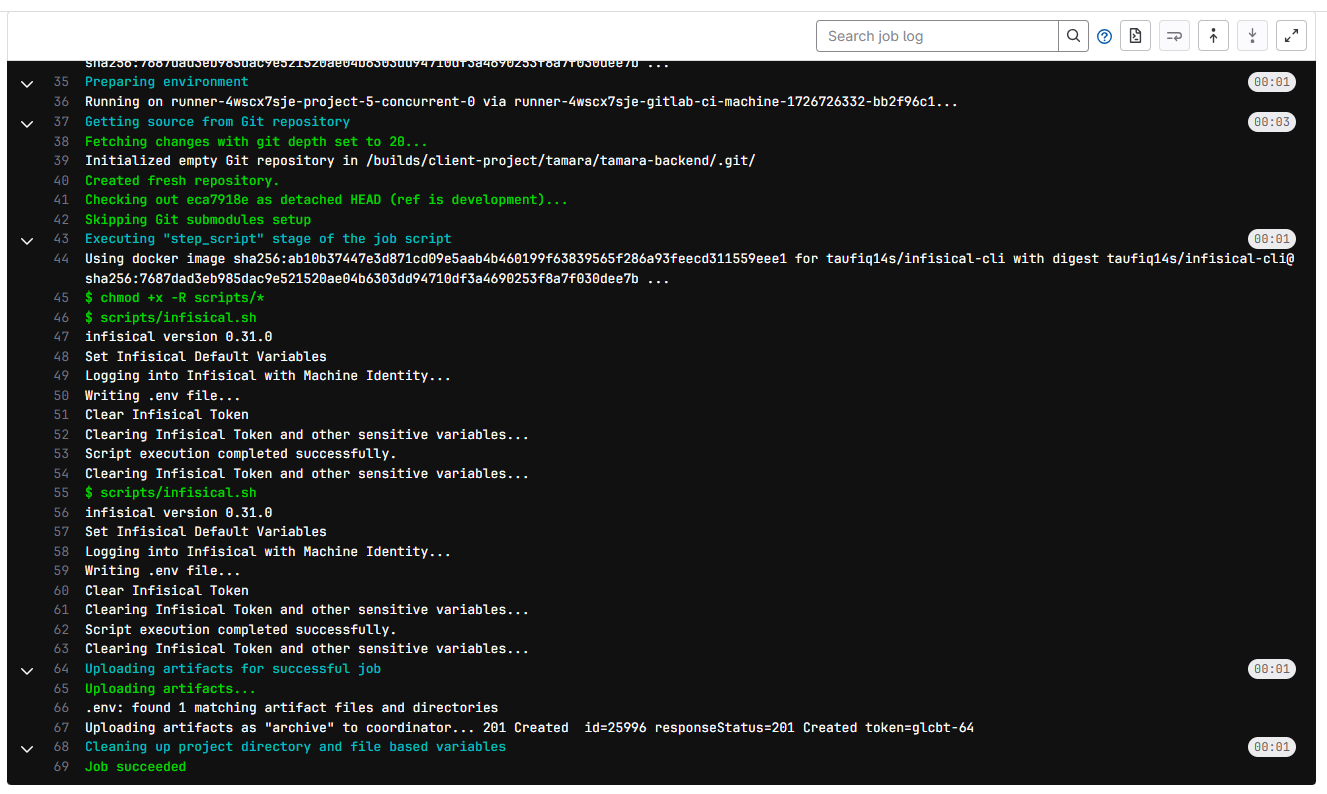 Search job log
sha256:7687dad3eb985dac9e521520ae04b6303dd94710df3a4690253f8a7f030dee7b ...
35 Preparing environment 00:01
36 Running on runner-4wscx7sje-project-5-concurrent-0 via runner-4wscx7sje-gitlab-ci-machine-1726726332-bb2f96c1...
37 Getting source from Git repository 00:03
38 Fetching changes with git depth set to 20...
39 Initialized empty Git repository in /builds/client-project/tamara/tamara-backend/.git/
40 Created fresh repository.
41 Checking out eca7918e as detached HEAD (ref is development)...
42 Skipping Git submodules setup
43 Executing "step_script" stage of the job script 00:01
44 Using docker image sha256:ab10b37447e3d871cd09e5aab4b460199f63839565f286a93feecd311559eee1 for taufiq14s/infisical-cli with digest taufiq14s/infisical-cli@
sha256:7687dad3eb985dac9e521520ae04b6303dd94710df3a4690253f8a7f030dee7b ...
45 $ chmod +x -R scripts/*
46 $ scripts/infisical.sh
47 infisical version 0.31.0
48 Set Infisical Default Variables
49 Logging into Infisical with Machine Identity...
50 Writing .env file...
51 Clear Infisical Token
52 Clearing Infisical Token and other sensitive variables...
53 Script execution completed successfully.
54 Clearing Infisical Token and other sensitive variables...
55 $ scripts/infisical.sh
56 infisical version 0.31.0
57 Set Infisical Default Variables
58 Logging into Infisical with Machine Identity...
59 Writing .env file...
60 Clear Infisical Token
61 Clearing Infisical Token and other sensitive variables...
62 Script execution completed successfully.
63 Clearing Infisical Token and other sensitive variables...
64 Uploading artifacts for successful job 00:01
65 Uploading artifacts...
66 .env: found 1 matching artifact files and directories
67 Uploading artifacts as "archive" to coordinator... 201 Created  id=25996 responseStatus=201 Created token=glcbt-64
68 Cleaning up project directory and file based variables 00:01
69 Job succeeded